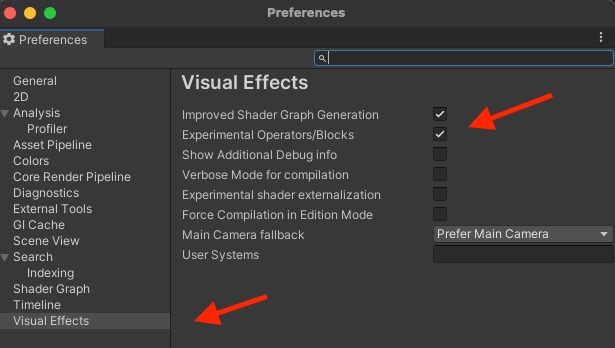 Preferences
Preferences
General
2D
Analysis
Profiler
Asset Pipeline
Colors
Core Render Pipeline
Diagnostics
External Tools
GI Cache
Scene View
Search
Indexing
Shader Graph
Timeline
Visual Effects
Visual Effects
Improved Shader Graph Generation
Experimental Operators/Blocks
Show Additional Debug info
Verbose Mode for compilation
Experimental shader externalization
Force Compilation in Edition Mode
Main Camera fallback Prefer Main Camera
User Systems